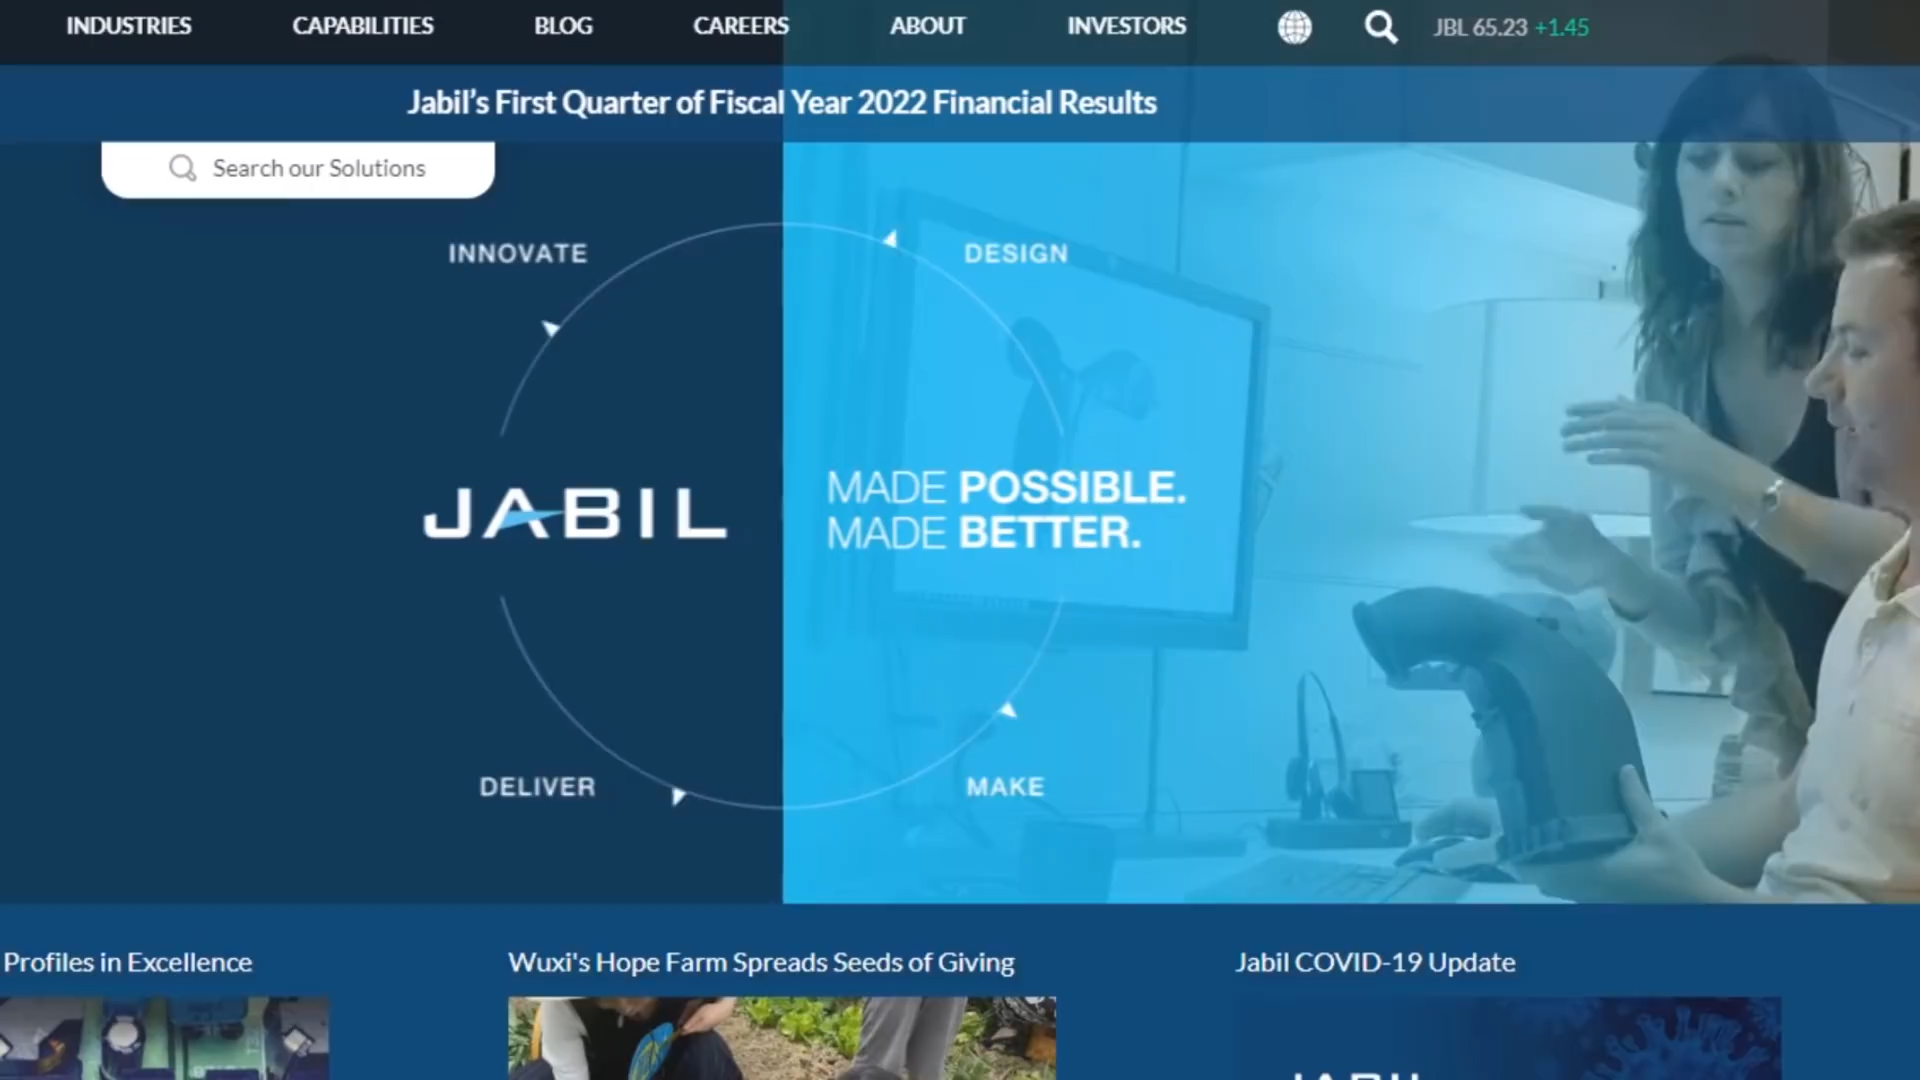 INDUSTRIES CAPABILITIES BLOG CAREERS ABOUT INVESTORS JBL 65.23 +1.45
Jabil's First Quarter of Fiscal Year 2022 Financial Results
Search our Solutions
INNOVATE DESIGN
JABIL
MADE POSSIBLE.
MADE BETTER.
DELIVER MAKE
Profiles in Excellence
Wuxi's Hope Farm Spreads Seeds of Giving
Jabil COVID-19 Update